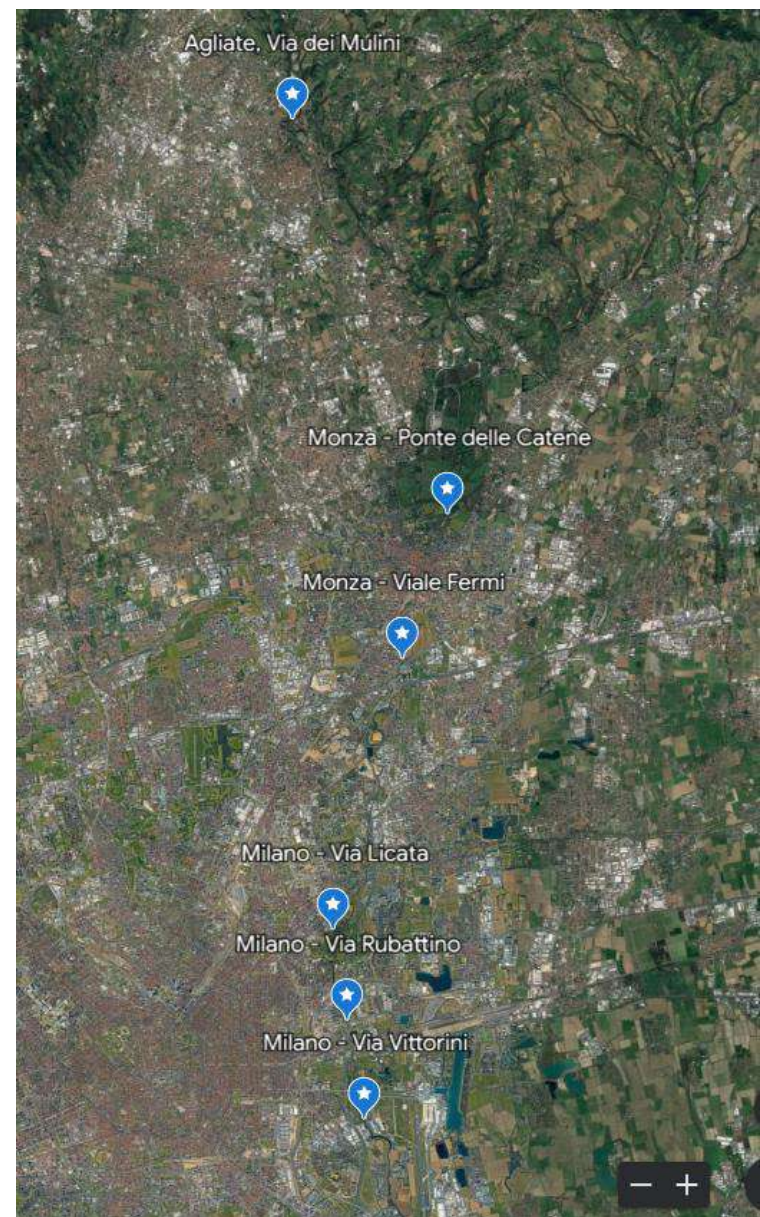 Agliate, Via dei Mulini
Monza - Ponte delle Catene
Monza - Viale Fermi
Milano - Via Licata
Milano - Via Rubattino
Milano - Via Vittorini